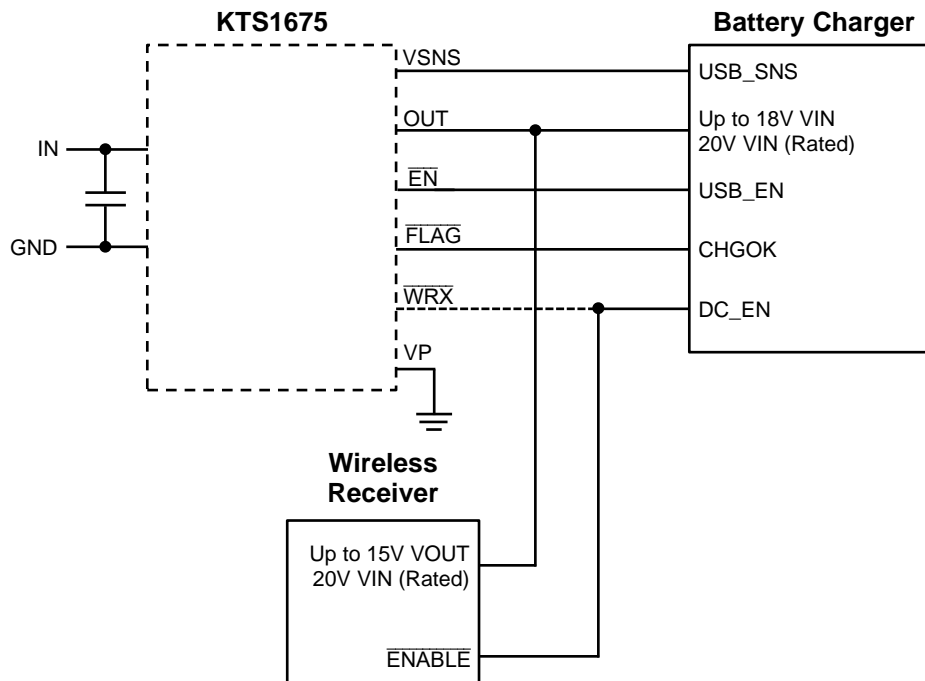 KTS1675
Battery Charger
VSNS
USB_SNS
OUT
Up to 18V VIN
20V VIN (Rated)
IN
EN
USB_EN
GND
FLAG
CHGOK
WRX
DC_EN
VP
Wireless
Receiver
Up to 15V VOUT
20V VIN (Rated)
ENABLE